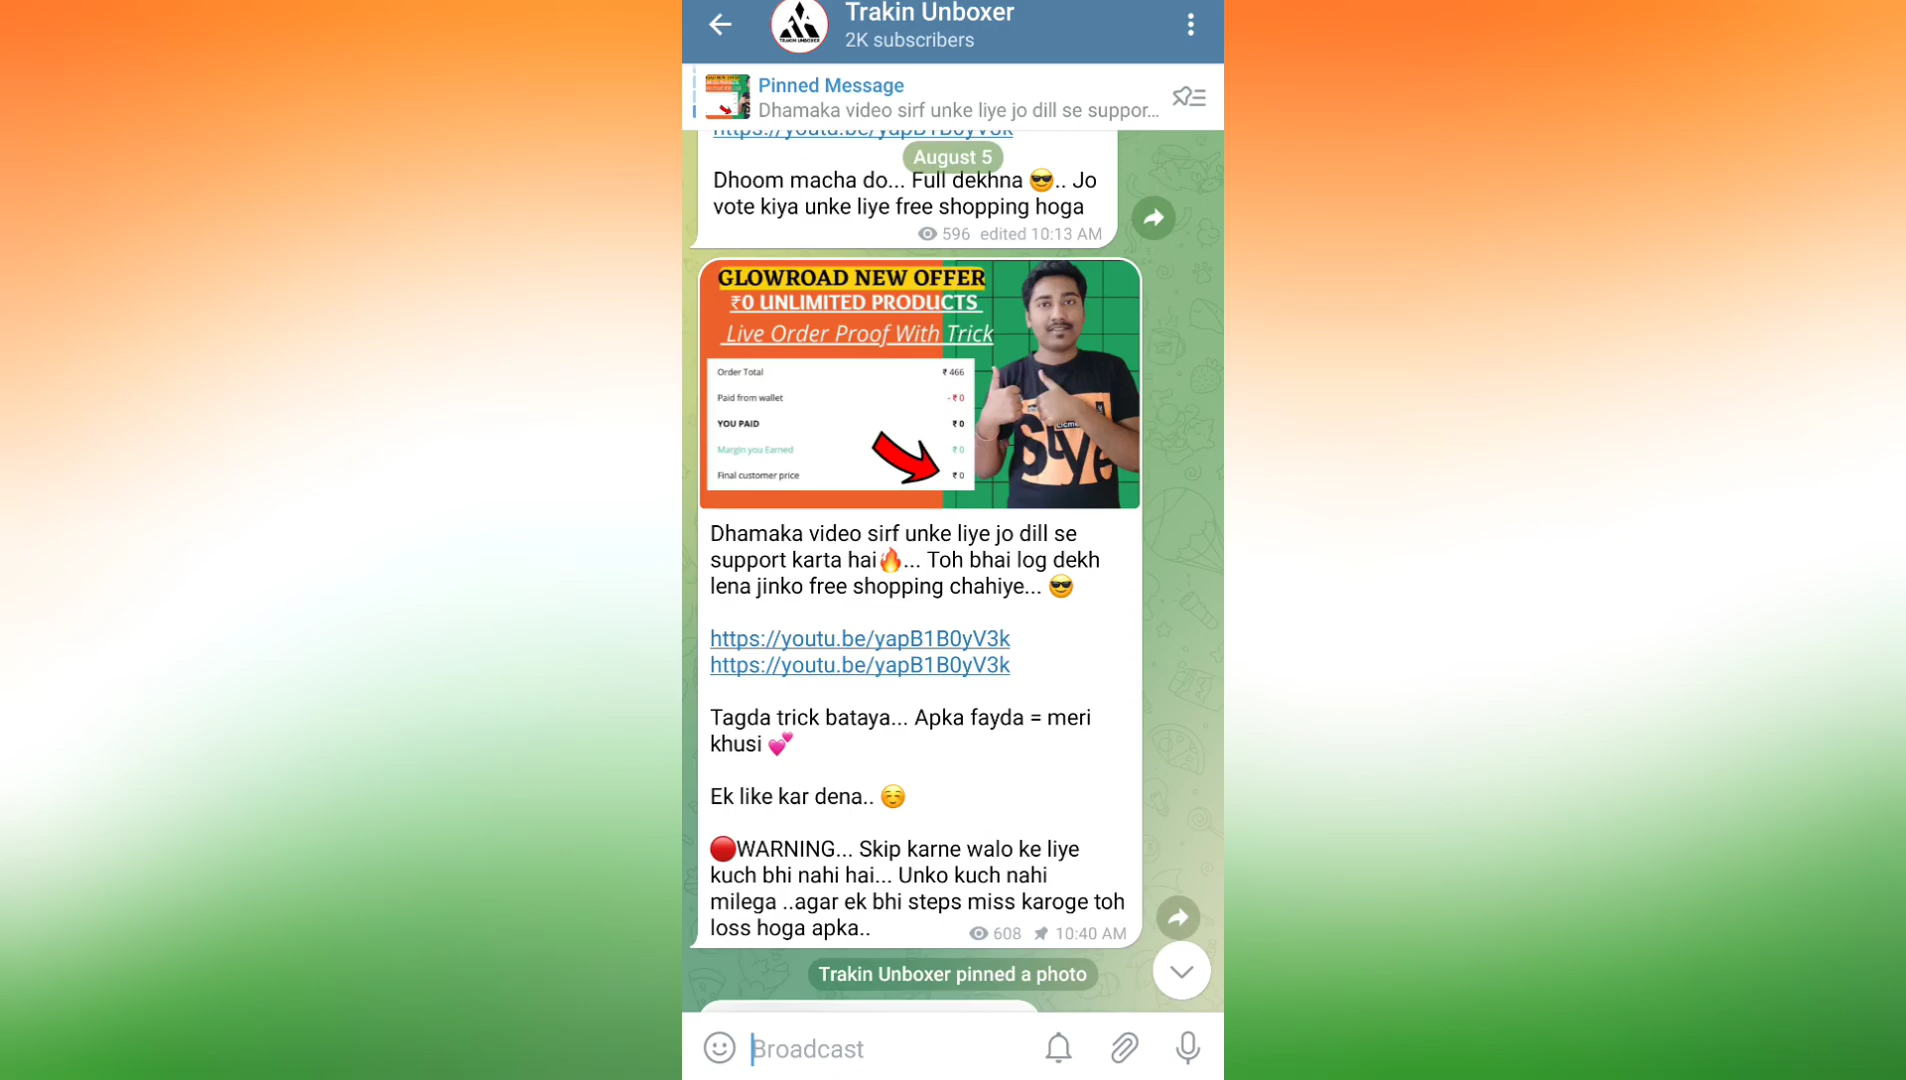 Trakin Unboxer
2K subscribers
Pinned Message
Dhamaka video sirf unke liye jo dill se suppor...
https://youtu.be/yapB1B0yV3k
August 5
Dhoom macha do... Full dekhna 😎.. Jo
vote kiya unke liye free shopping hoga
596 edited 10:13 AM
GLOWROAD NEW OFFER
₹0 UNLIMITED PRODUCTS
Live Order Proof With Trick
Order Total ₹ 466
Paid from wallet - ₹ 0
YOU PAID ₹ 0
Margin you Earned ₹ 0
Final customer price ₹ 0
Dhamaka video sirf unke liye jo dill se
support karta hai🔥... Toh bhai log dekh
lena jinko free shopping chahiye... 😎
https://youtu.be/yapB1B0yV3k
https://youtu.be/yapB1B0yV3k
Tagda trick bataya... Apka fayda = meri
khusi 💕
Ek like kar dena.. ☺️
🔴WARNING... Skip karne walo ke liye
kuch bhi nahi hai... Unko kuch nahi
milega ..agar ek bhi steps miss karoge toh
loss hoga apka..
608 10:40 AM
Trakin Unboxer pinned a photo
Broadcast